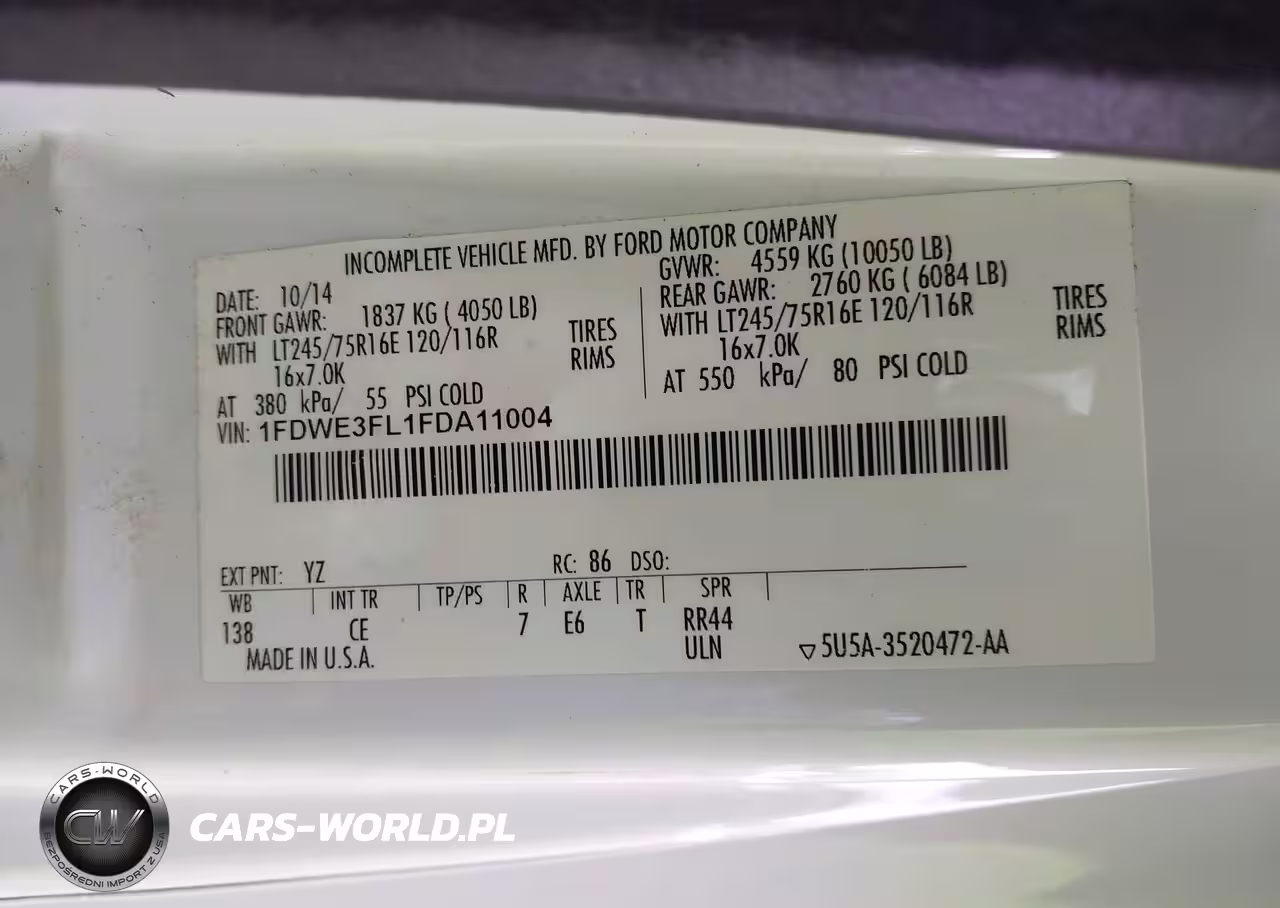 INCOMPLETE VEHICLE MFD. BY FORD MOTOR COMPANY
DATE: 10/14
FRONT GAWR: 1837 KG ( 4050 LB)
WITH LT245/75R16E 120/116R TIRES
16x7.0K RIMS
AT 380 kPa/ 55 PSI COLD
GVWR: 4559 KG (10050 LB)
REAR GAWR: 2760 KG ( 6084 LB)
WITH LT245/75R16E 120/116R TIRES
16x7.0K RIMS
AT 550 kPa/ 80 PSI COLD
VIN: 1FDWE3FL1FDA11004
EXT PNT: YZ RC: 86 DSO:
WB INT TR TP/PS R AXLE TR SPR
138 CE 7 E6 T RR44
ULN
MADE IN U.S.A. 5U5A-3520472-AA
CARS-WORLD
CW
BEZPOŚREDNI IMPORT Z USA
CARS-WORLD.PL